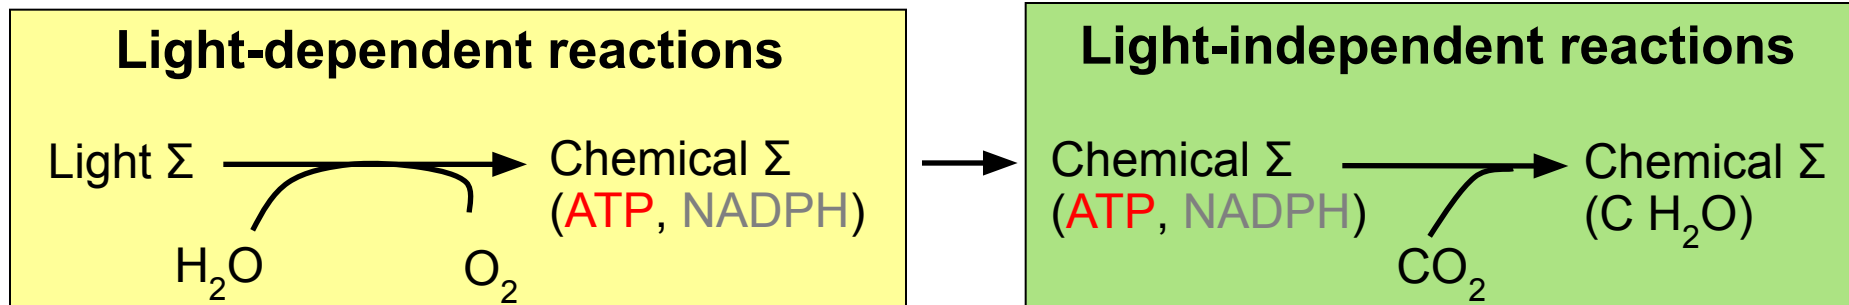 Light-dependent reactions
Light Σ
Chemical Σ
(ATP, NADPH)
H₂O
O₂
Light-independent reactions
Chemical Σ
(ATP, NADPH)
Chemical Σ
(C H₂O)
CO₂